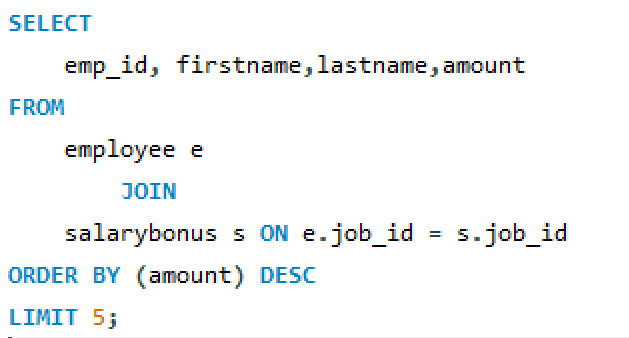 SELECT
emp_id, firstname,lastname,amount
FROM
employee e
JOIN
salarybonus s ON e.job_id = s.job_id
ORDER BY (amount) DESC
LIMIT 5;